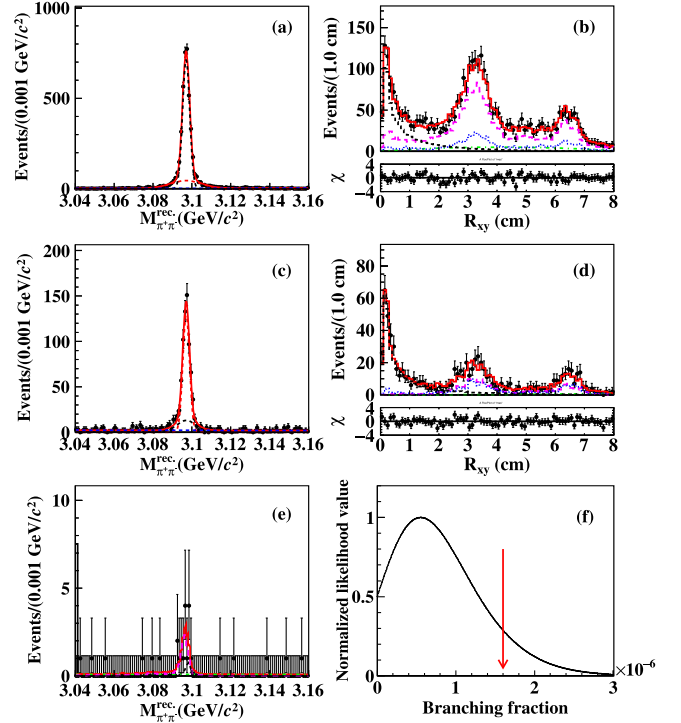 (a)
Events/(0.001 GeV/c²)
1000
500
0
3.04 3.06 3.08 3.1 3.12 3.14 3.16
M^rec._π⁺π⁻(GeV/c²)
(b)
Events/(1.0 cm)
150
100
50
0
χ
4
0
−4
0 1 2 3 4 5 6 7 8
R_xy (cm)
(c)
Events/(0.001 GeV/c²)
200
150
100
50
0
3.04 3.06 3.08 3.1 3.12 3.14 3.16
M^rec._π⁺π⁻(GeV/c²)
(d)
Events/(1.0 cm)
80
60
40
20
0
χ
4
0
−4
0 1 2 3 4 5 6 7 8
R_xy (cm)
(e)
Events/(0.001 GeV/c²)
10
5
0
3.04 3.06 3.08 3.1 3.12 3.14 3.16
M^rec._π⁺π⁻(GeV/c²)
(f)
Normalized likelihood value
1
0.5
0
0 1 2 3
×10⁻⁶
Branching fraction